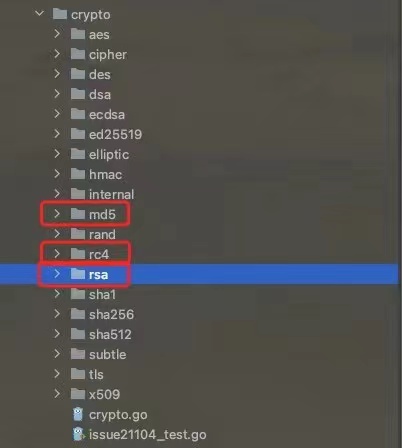 crypto
aes
cipher
des
dsa
ecdsa
ed25519
elliptic
hmac
internal
md5
rand
rc4
rsa
sha1
sha256
sha512
subtle
tls
x509
crypto.go
issue21104_test.go